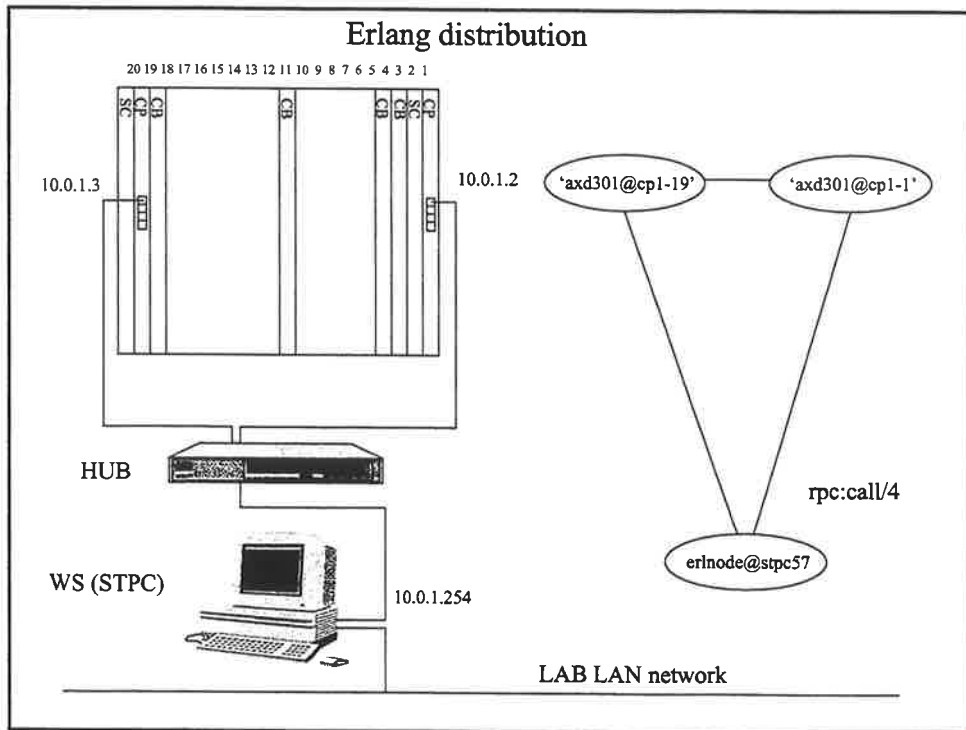 Erlang distribution
20 19 18 17 16 15 14 13 12 11 10 9 8 7 6 5 4 3 2 1
SC CP CB CB CB CB SC CP
10.0.1.3
10.0.1.2
‘axd301@cp1-19’
‘axd301@cp1-1’
HUB
rpc:call/4
WS (STPC)
erlnode@stpc57
10.0.1.254
LAB LAN network